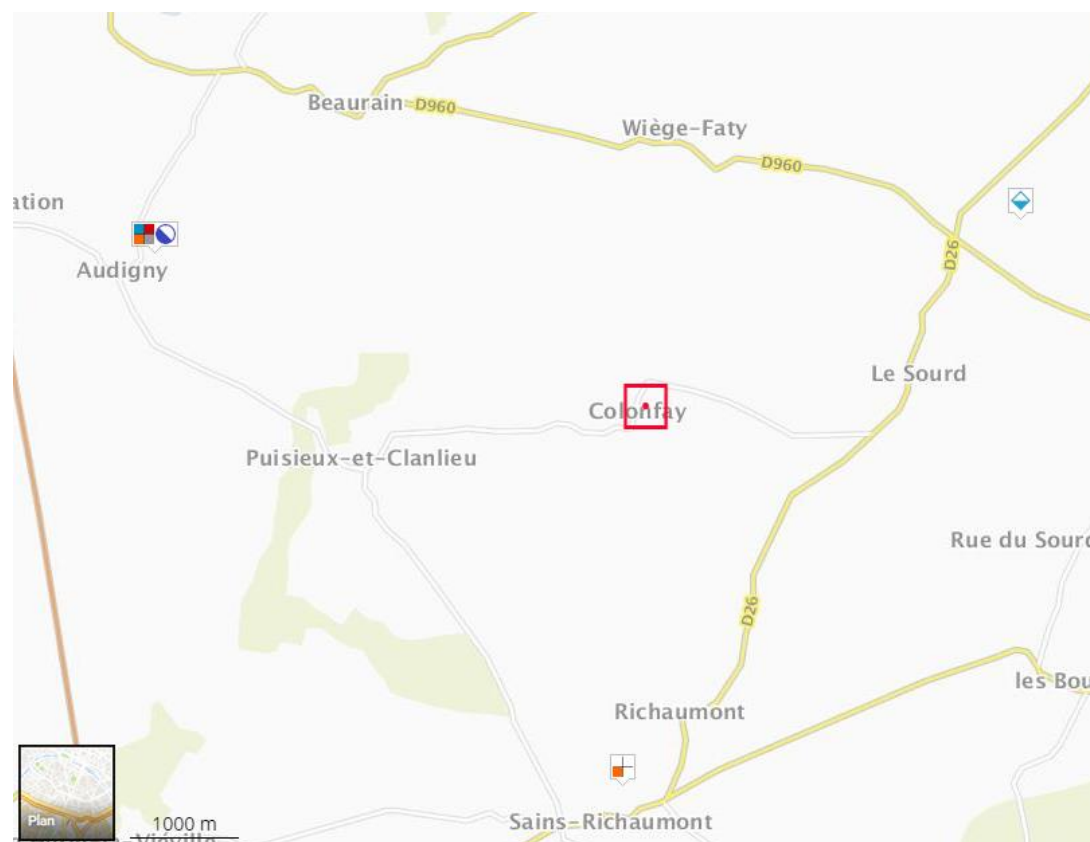 Beaurain
D960
Wiège-Faty
D960
ation
Audigny
D26
Le Sourd
Colonfay
Puisieux-et-Clanlieu
Rue du Sourd
D26
les Bou
Richaumont
Plan
1000 m
Sains-Richaumont